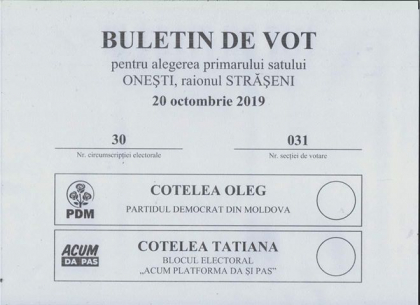 BULETIN DE VOT
pentru alegerea primarului satului
ONEȘTI, raionul STRĂȘENI
20 octombrie 2019
30 031
Nr. circumscripției electorale Nr. secției de votare
PDM
COTELEA OLEG
PARTIDUL DEMOCRAT DIN MOLDOVA
ACUM
DA PAS
COTELEA TATIANA
BLOCUL ELECTORAL
„ACUM PLATFORMA DA ȘI PAS”